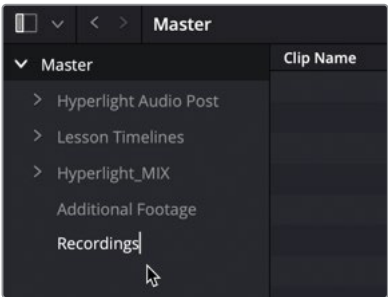 Master
Master
Clip Name
Hyperlight Audio Post
Lesson Timelines
Hyperlight_MIX
Additional Footage
Recordings